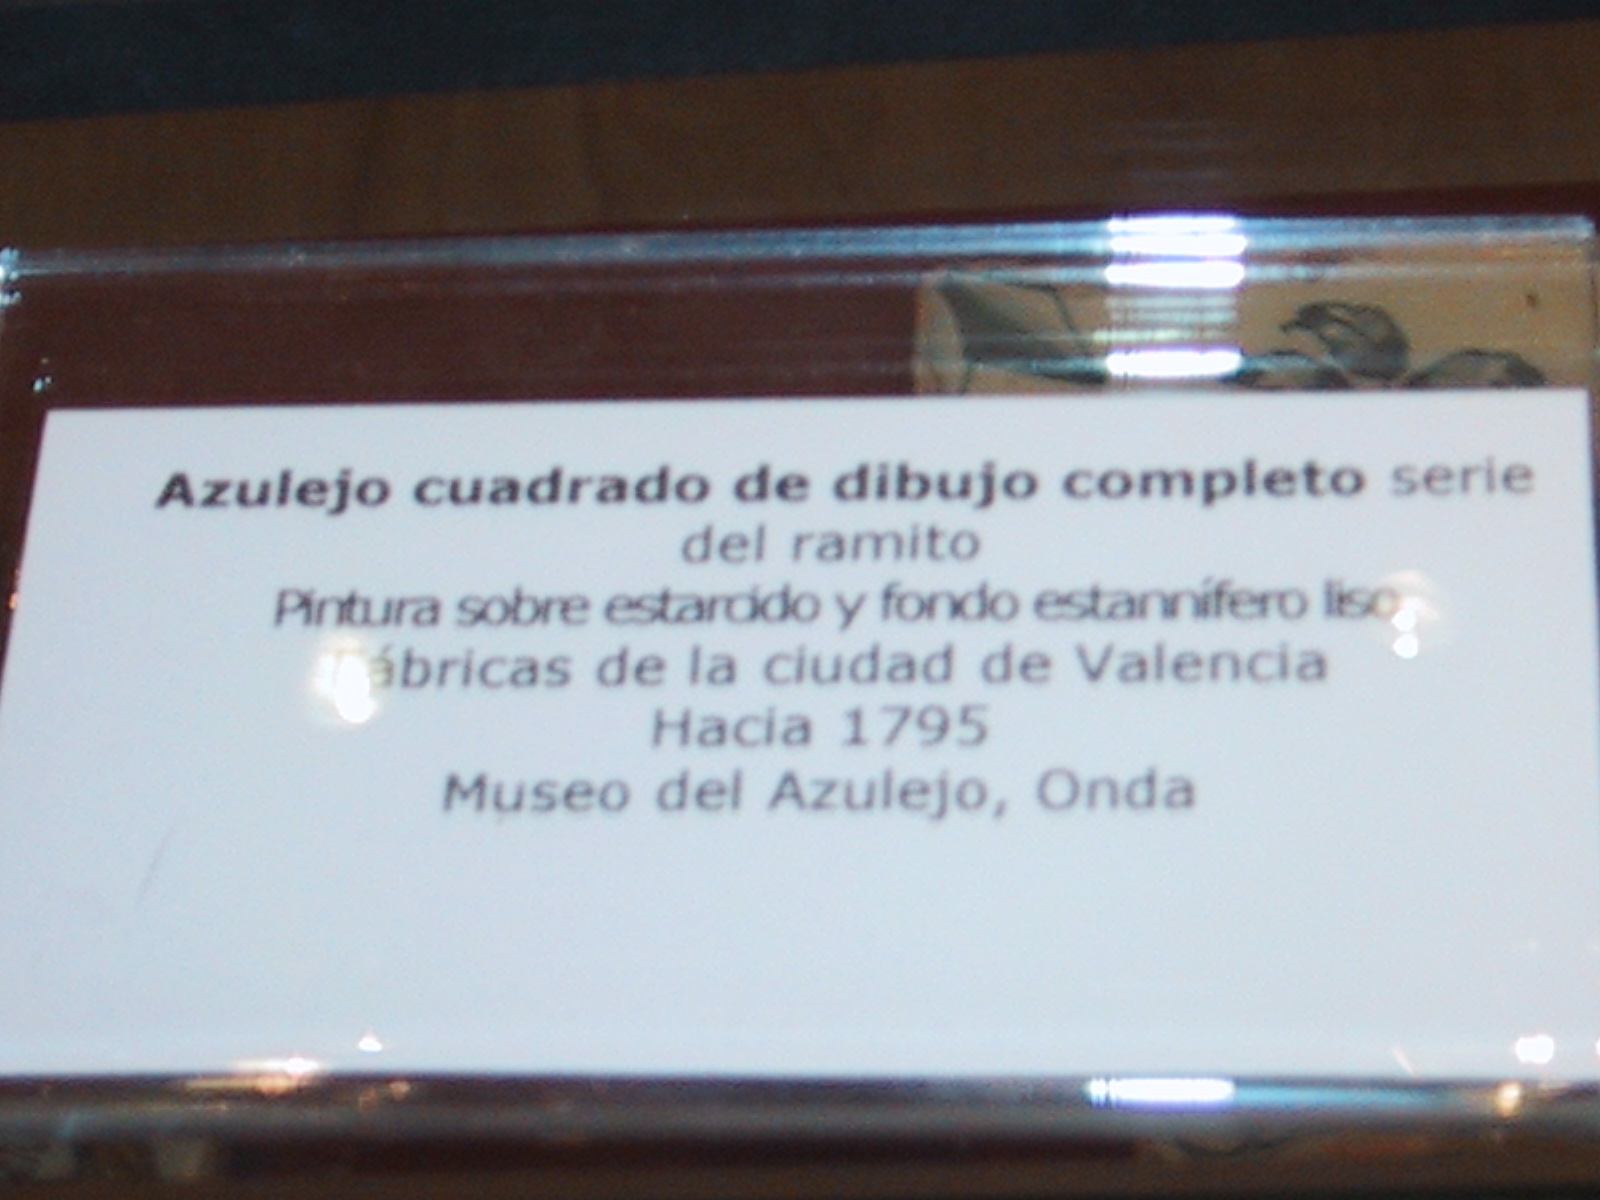 Azulejo cuadrado de dibujo completo serie
del ramito
Pintura sobre estarcido y fondo estannífero liso
Fábricas de la ciudad de Valencia
Hacia 1795
Museo del Azulejo, Onda